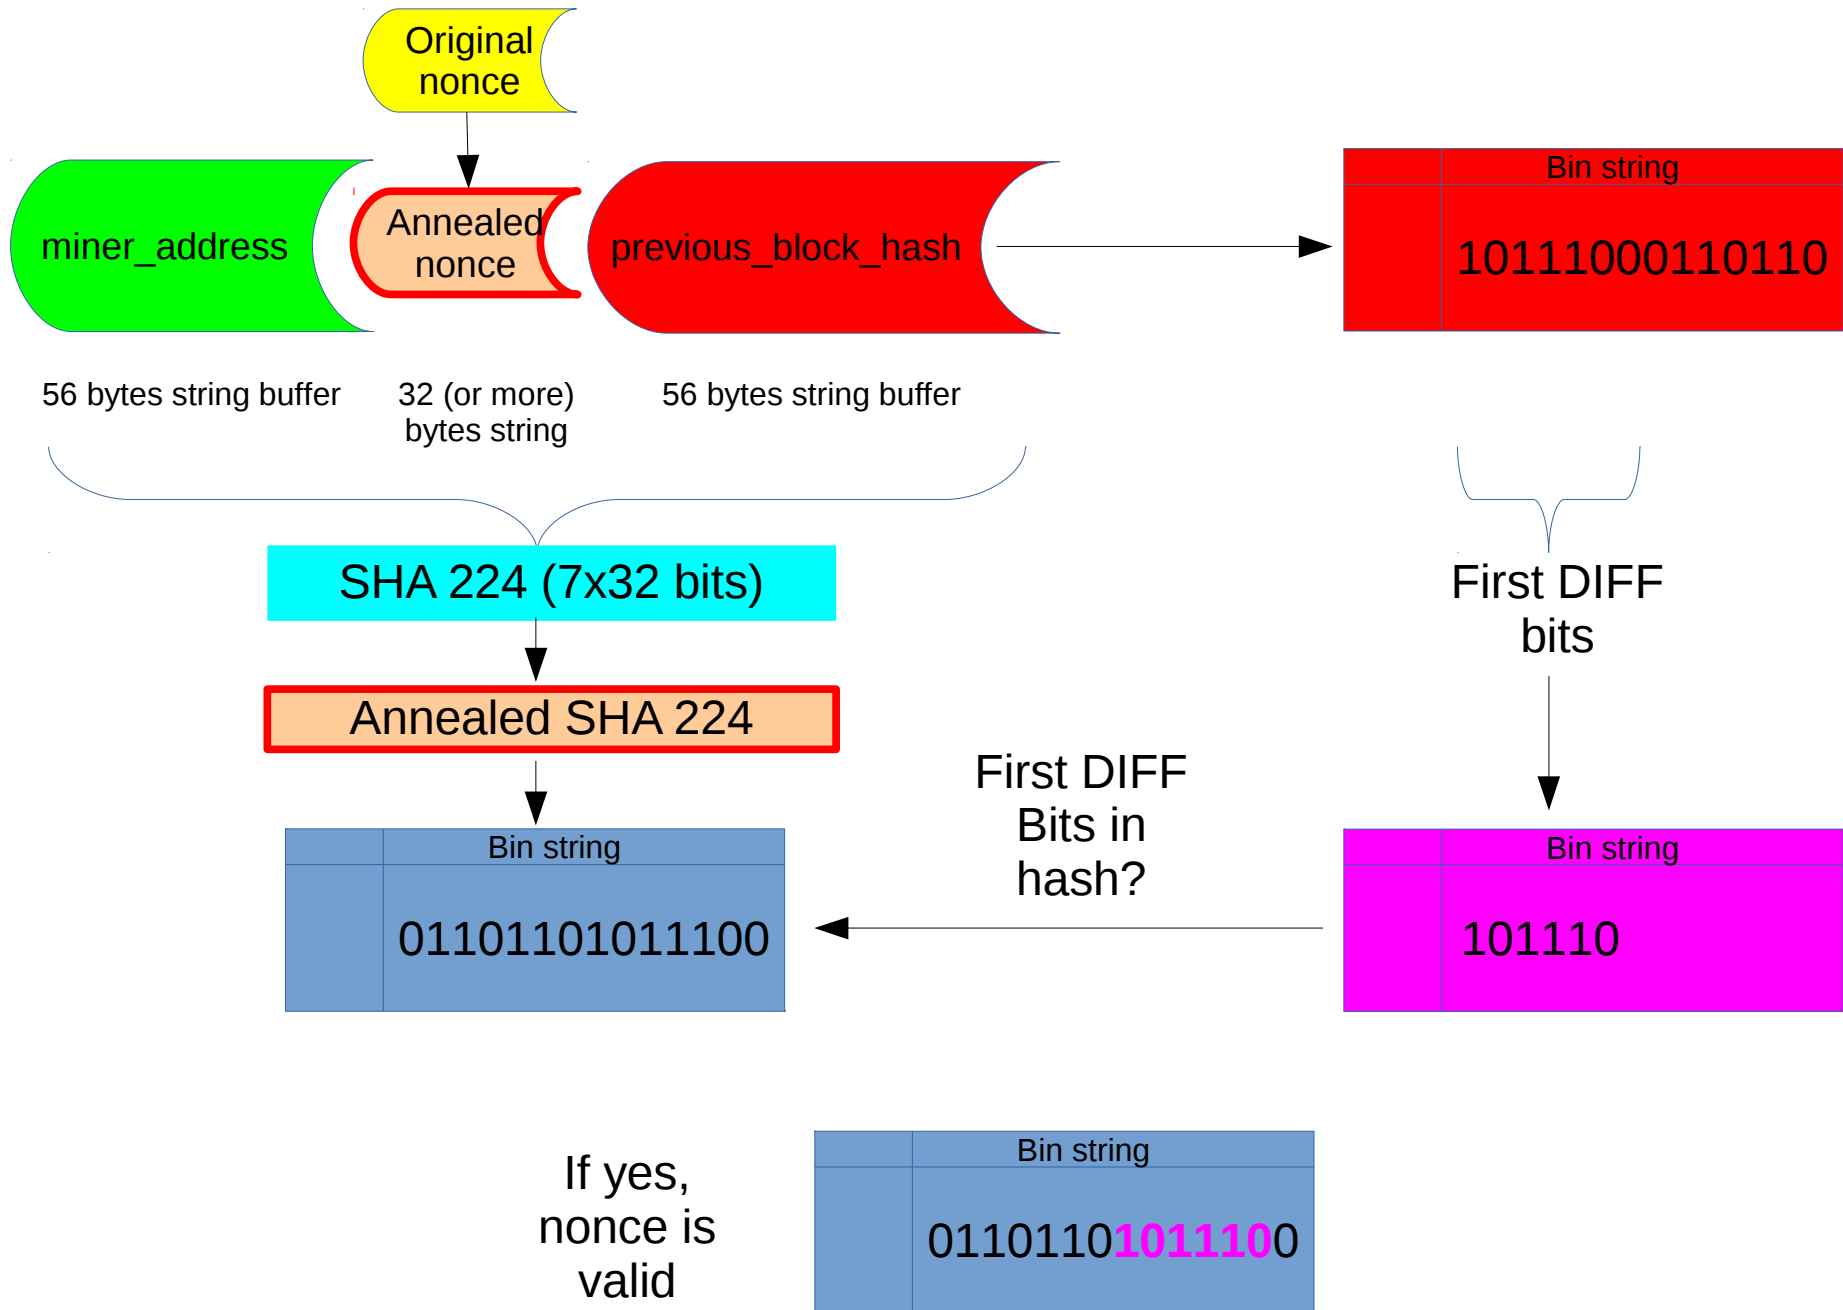 Original
nonce
miner_address
Annealed
nonce
previous_block_hash
Bin string
10111000110110
56 bytes string buffer
32 (or more)
bytes string
56 bytes string buffer
SHA 224 (7x32 bits)
First DIFF
bits
Annealed SHA 224
First DIFF
Bits in
hash?
Bin string
01101101011100
Bin string
101110
If yes,
nonce is
valid
Bin string
01101101011100